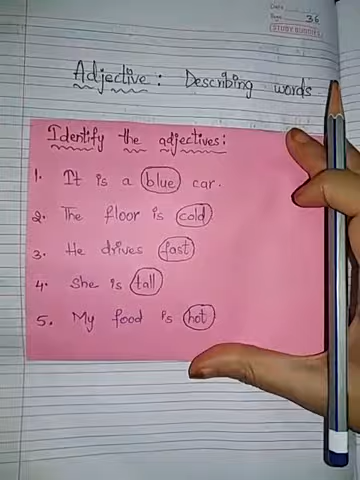 Date
Page 36
STUDY BUDDIES
Adjective: Describing words
Identify the adjectives:
1. It is a blue car.
2. The floor is cold
3. He drives fast
4. She is tall
5. My food is hot